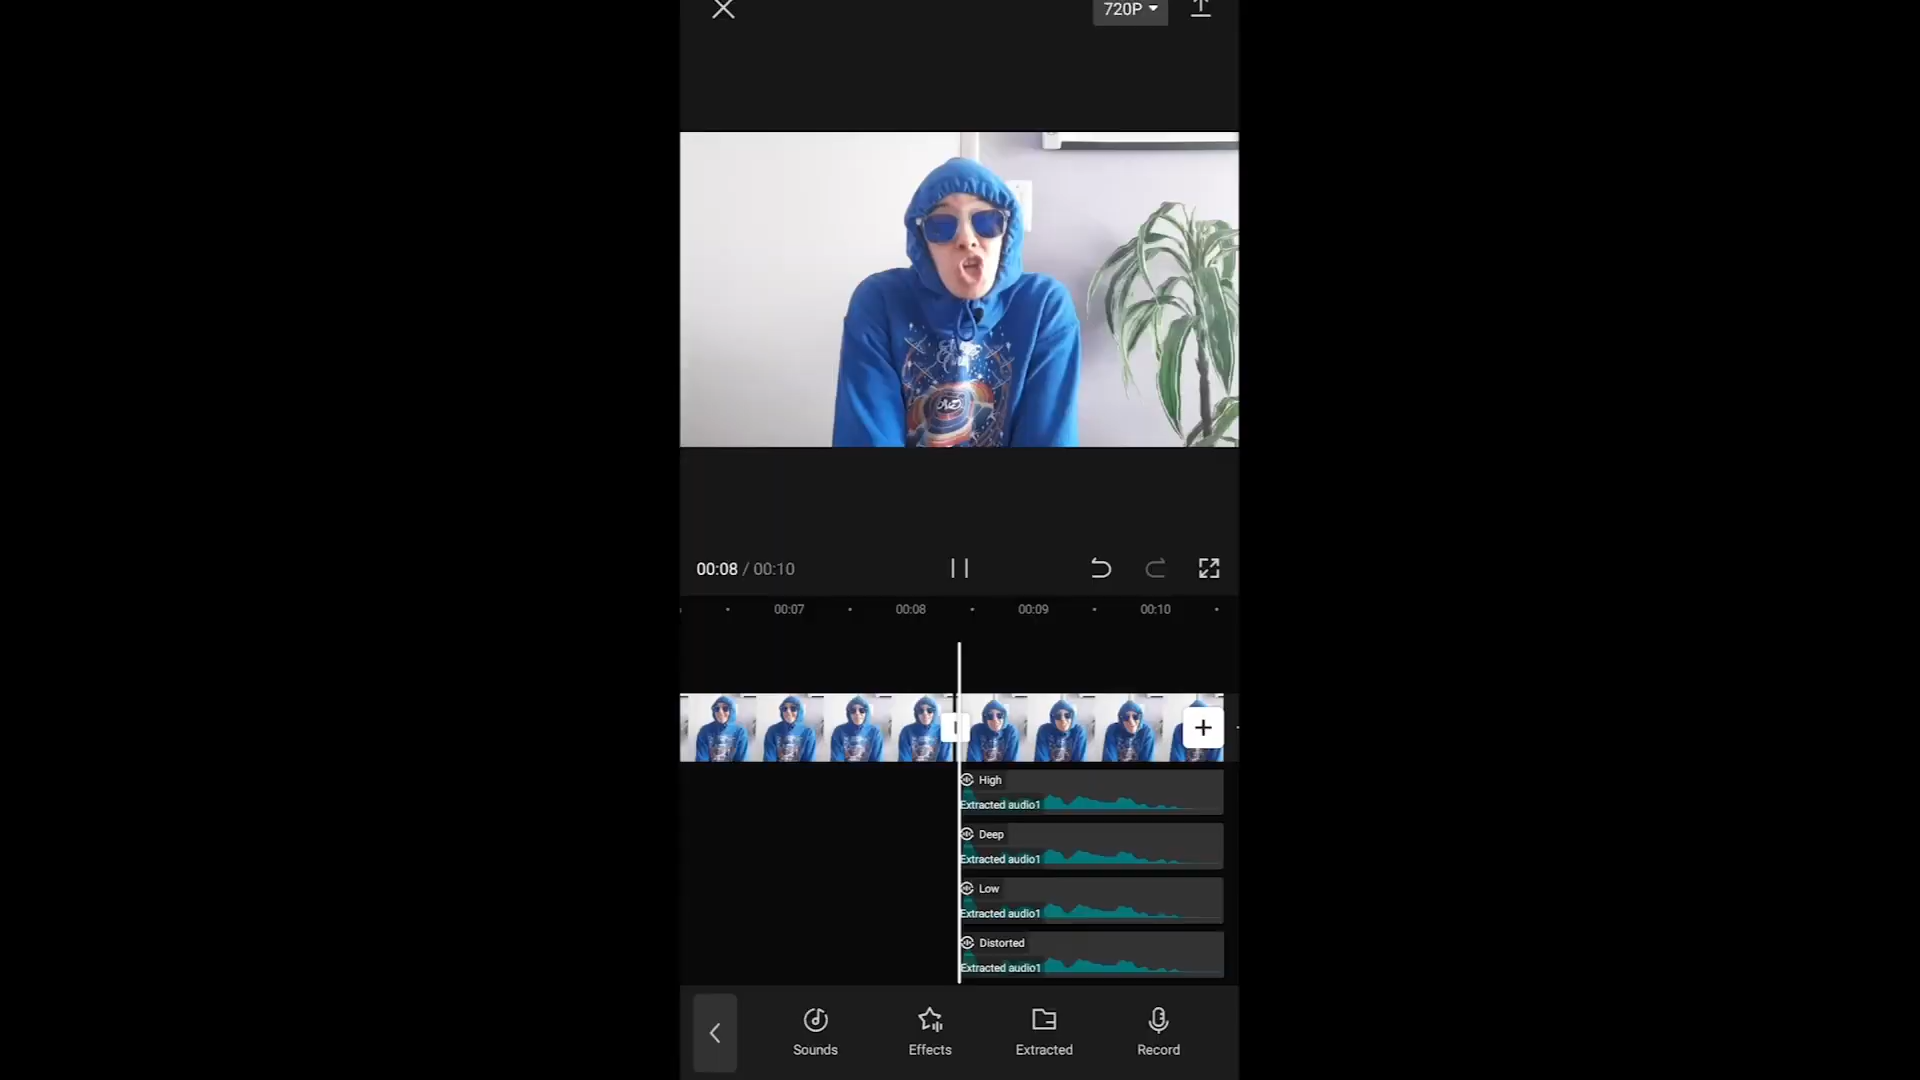 720P
00:08 / 00:10
00:07 00:08 00:09 00:10
High
Extracted audio1
Deep
Extracted audio1
Low
Extracted audio1
Distorted
Extracted audio1
Sounds Effects Extracted Record